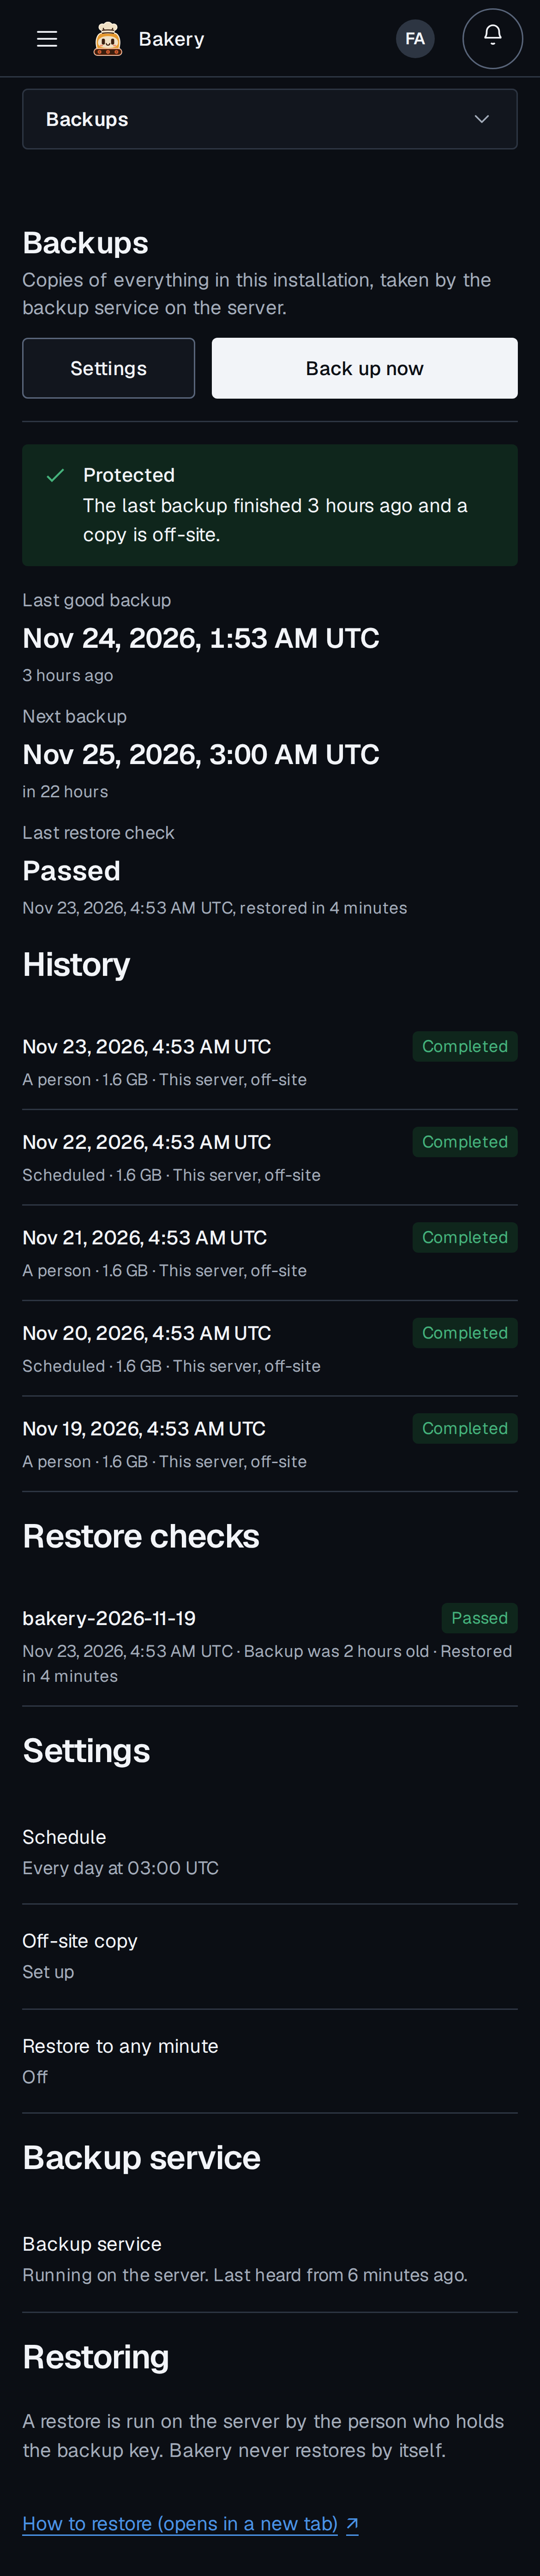 Bakery
FA
Backups
Backups
Copies of everything in this installation, taken by the
backup service on the server.
Settings
Back up now
Protected
The last backup finished 3 hours ago and a
copy is off-site.
Last good backup
Nov 24, 2026, 1:53 AM UTC
3 hours ago
Next backup
Nov 25, 2026, 3:00 AM UTC
in 22 hours
Last restore check
Passed
Nov 23, 2026, 4:53 AM UTC, restored in 4 minutes
History
Nov 23, 2026, 4:53 AM UTC
Completed
A person · 1.6 GB · This server, off-site
Nov 22, 2026, 4:53 AM UTC
Completed
Scheduled · 1.6 GB · This server, off-site
Nov 21, 2026, 4:53 AM UTC
Completed
A person · 1.6 GB · This server, off-site
Nov 20, 2026, 4:53 AM UTC
Completed
Scheduled · 1.6 GB · This server, off-site
Nov 19, 2026, 4:53 AM UTC
Completed
A person · 1.6 GB · This server, off-site
Restore checks
bakery-2026-11-19
Passed
Nov 23, 2026, 4:53 AM UTC · Backup was 2 hours old · Restored
in 4 minutes
Settings
Schedule
Every day at 03:00 UTC
Off-site copy
Set up
Restore to any minute
Off
Backup service
Backup service
Running on the server. Last heard from 6 minutes ago.
Restoring
A restore is run on the server by the person who holds
the backup key. Bakery never restores by itself.
How to restore (opens in a new tab)